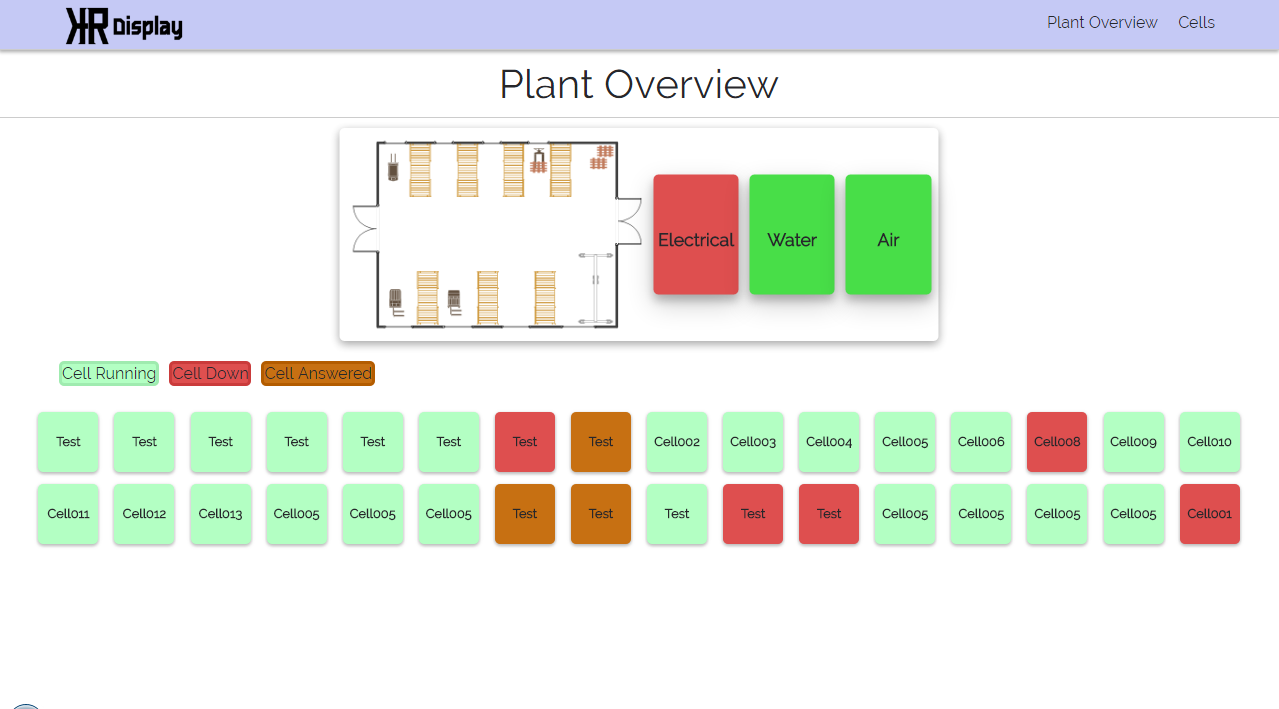 KR Display
Plant Overview Cells
Plant Overview
Electrical Water Air
Cell Running Cell Down Cell Answered
Test Test Test Test Test Test Test Test Cell002 Cell003 Cell004 Cell005 Cell006 Cell008 Cell009 Cell010
Cell011 Cell012 Cell013 Cell005 Cell005 Cell005 Test Test Test Test Test Cell005 Cell005 Cell005 Cell005 Cell001